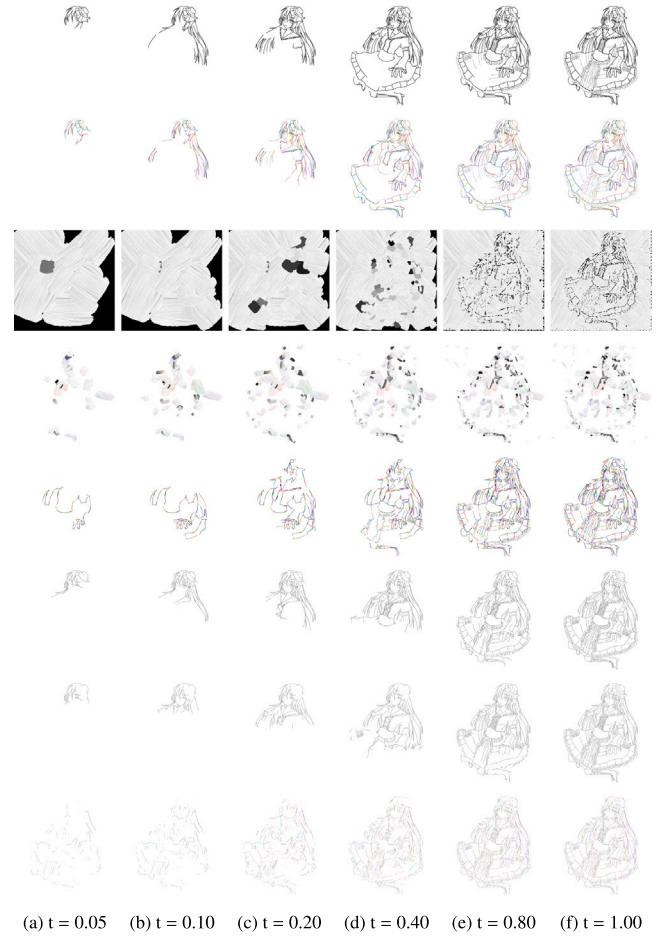 (a) t = 0.05 (b) t = 0.10 (c) t = 0.20 (d) t = 0.40 (e) t = 0.80 (f) t = 1.00